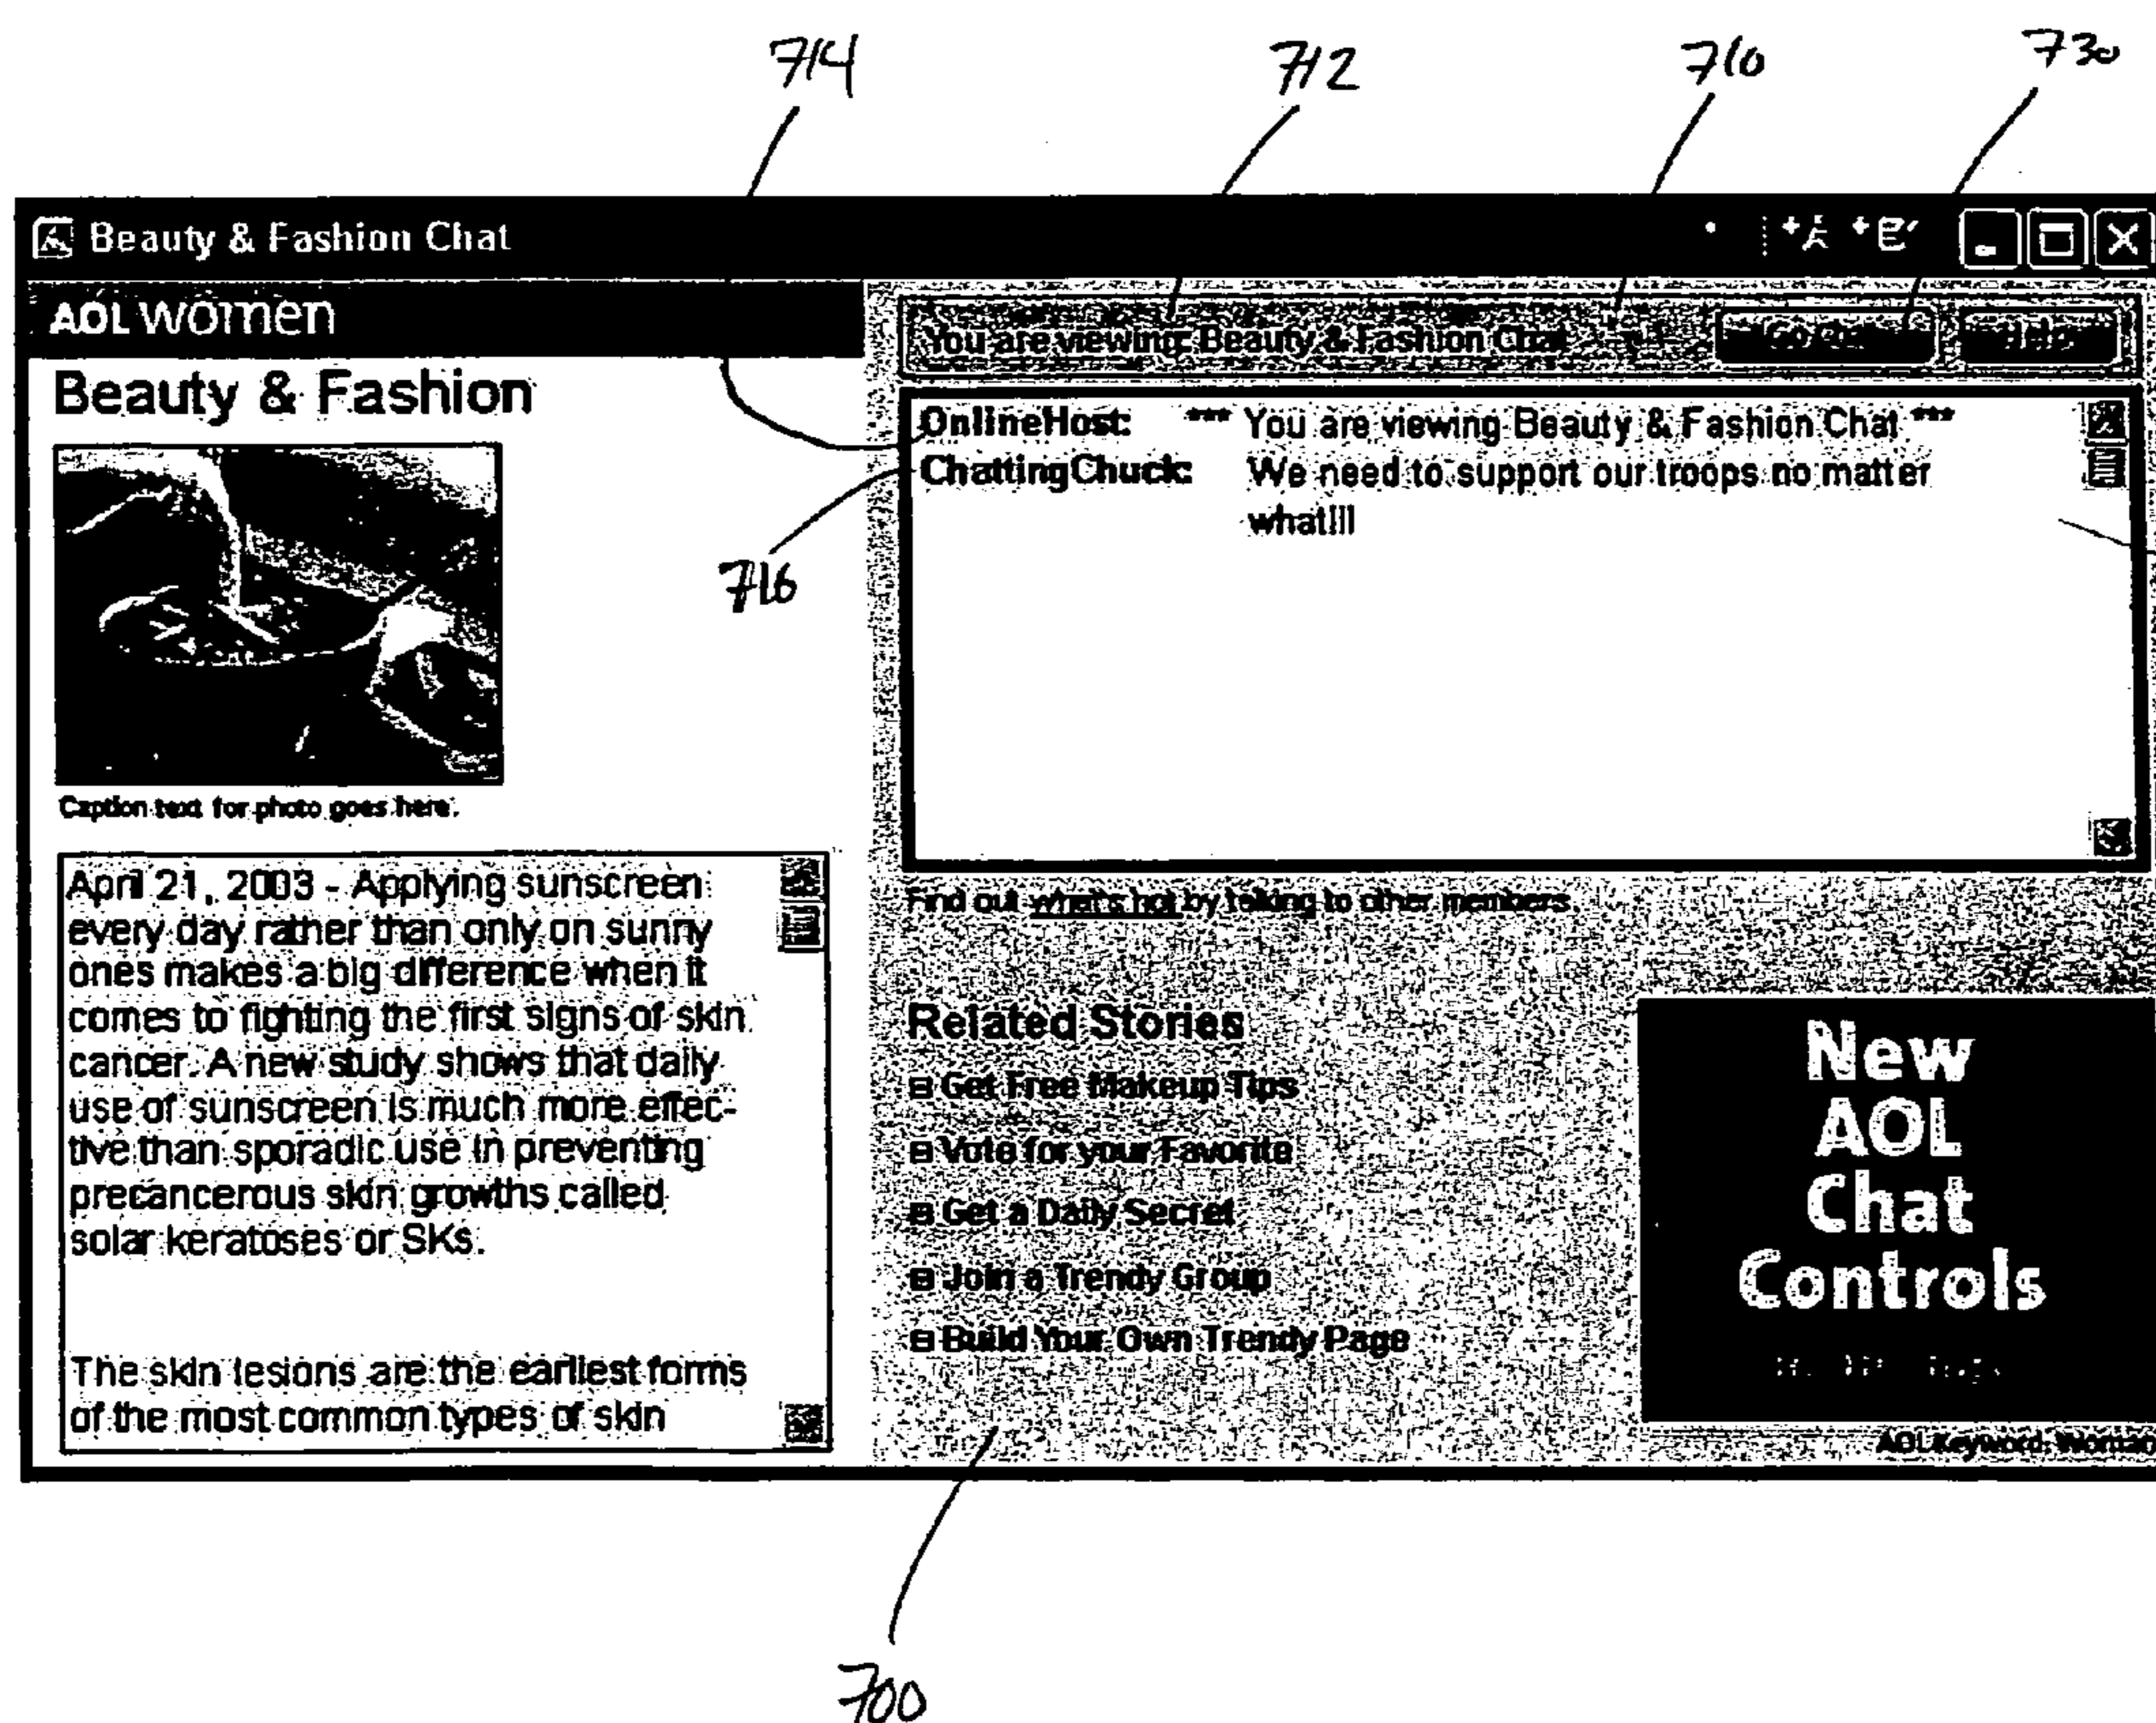 714
712
710
730
Beauty & Fashion Chat
AOL women
You are viewing: Beauty & Fashion Chat
Help
Beauty & Fashion
OnlineHost: *** You are viewing Beauty & Fashion Chat ***
ChattingChuck: We need to support our troops no matter
what!!!
716
Caption text for photo goes here.
April 21, 2003 - Applying sunscreen
every day rather than only on sunny
ones makes a big difference when it
comes to fighting the first signs of skin
cancer. A new study shows that daily
use of sunscreen is much more effec-
tive than sporadic use in preventing
precancerous skin growths called
solar keratoses or SKs.
The skin lesions are the earliest forms
of the most common types of skin
Find out what's hot by talking to other members.
Related Stories
Get Free Makeup Tips
Vote for your Favorite
Get a Daily Secret
Join a Trendy Group
Build Your Own Trendy Page
New
AOL
Chat
Controls
AOL Keyword: Woman
700